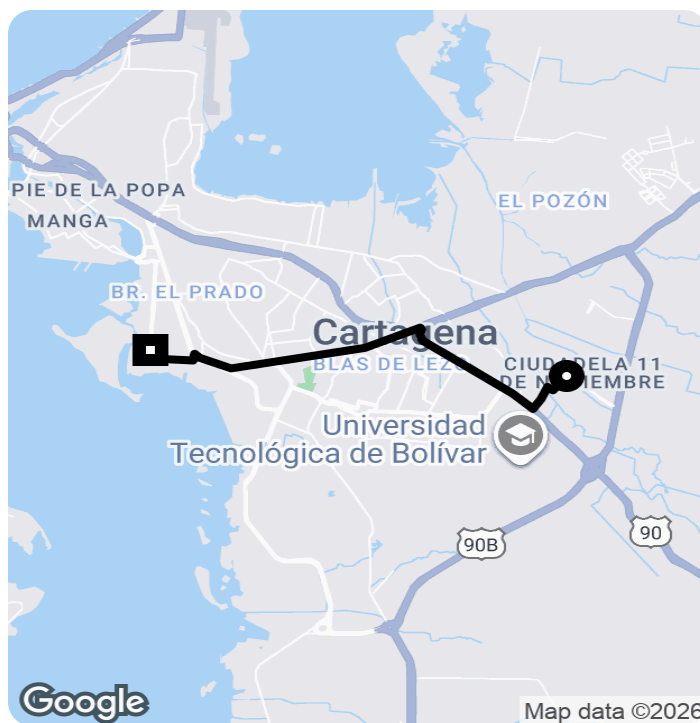 PIE DE LA POPA
MANGA
EL POZÓN
BR. EL PRADO
Cartagena
BLAS DE LEZO
CIUDADELA 11
DE NOVIEMBRE
Universidad
Tecnológica de Bolívar
90B
90
Google
Map data ©2026